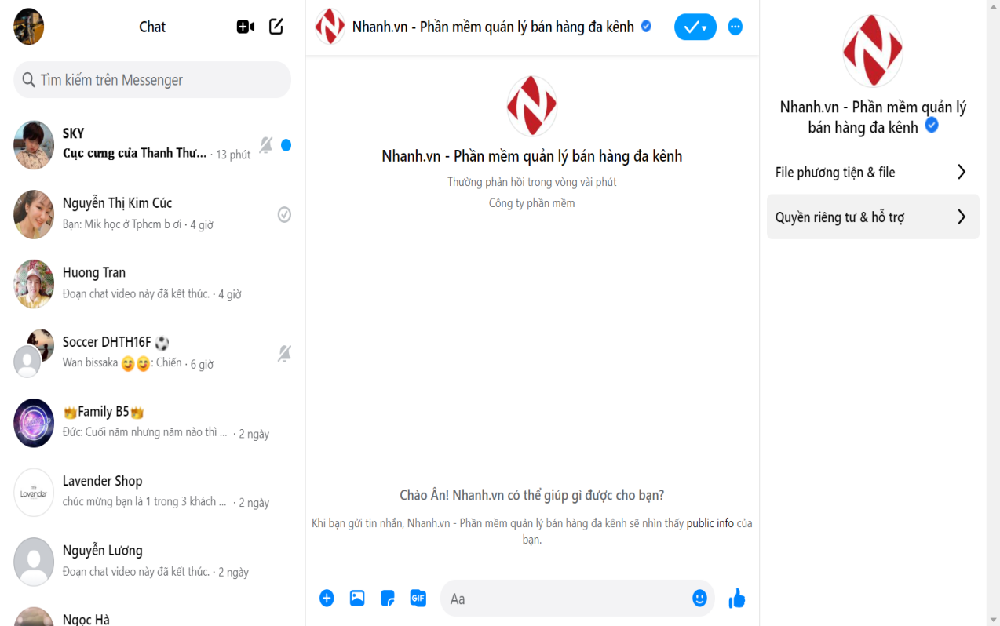 Chat
Tìm kiếm trên Messenger
SKY
Cục cưng của Thanh Thư... · 13 phút
Nguyễn Thị Kim Cúc
Bạn: Mik học ở Tphcm b ơi · 4 giờ
Huong Tran
Đoạn chat video này đã kết thúc. · 4 giờ
Soccer DHTH16F ⚽
Wan bissaka 😋😋: Chiến · 6 giờ
👑Family B5👑
Đức: Cuối năm nhưng năm nào thì ... · 2 ngày
the
Lavender
Lavender Shop
chúc mừng bạn là 1 trong 3 khách ... · 2 ngày
Nguyễn Lương
Đoạn chat video này đã kết thúc. · 2 ngày
Ngọc Hà
Nhanh.vn - Phần mềm quản lý bán hàng đa kênh
Nhanh.vn - Phần mềm quản lý bán hàng đa kênh
Thường phản hồi trong vòng vài phút
Công ty phần mềm
Chào Ân! Nhanh.vn có thể giúp gì được cho bạn?
Khi bạn gửi tin nhắn, Nhanh.vn - Phần mềm quản lý bán hàng đa kênh sẽ nhìn thấy public info của
bạn.
GIF
Aa
Nhanh.vn - Phần mềm quản lý
bán hàng đa kênh
File phương tiện & file
Quyền riêng tư & hỗ trợ